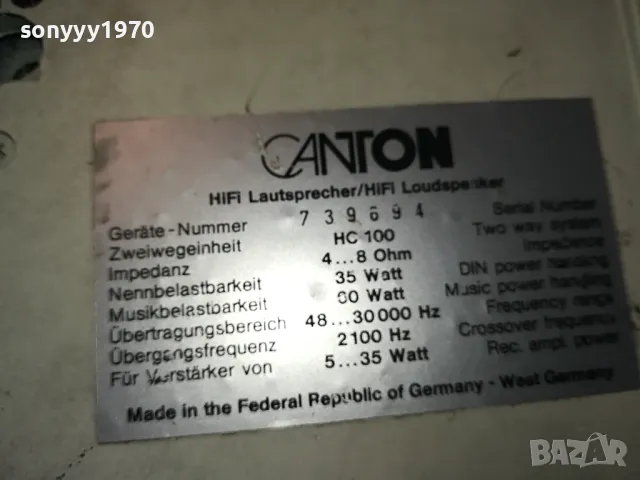 sonyyy1970
CANTON
HiFi Lautsprecher/HiFi Loudspeaker
Geräte-Nummer 739694 Serial Number
Zweiwegeinheit HC 100 Two way system
Impedanz 4...8 Ohm Impedance
Nennbelastbarkeit 35 Watt DIN power handling
Musikbelastbarkeit 60 Watt Music power handling
Übertragungsbereich 48...30000 Hz Frequency range
Übergangsfrequenz 2100 Hz Crossover frequency
Für Verstärker von 5...35 Watt Rec. ampl. power
Made in the Federal Republic of Germany - West Germany
BAZAR
bg